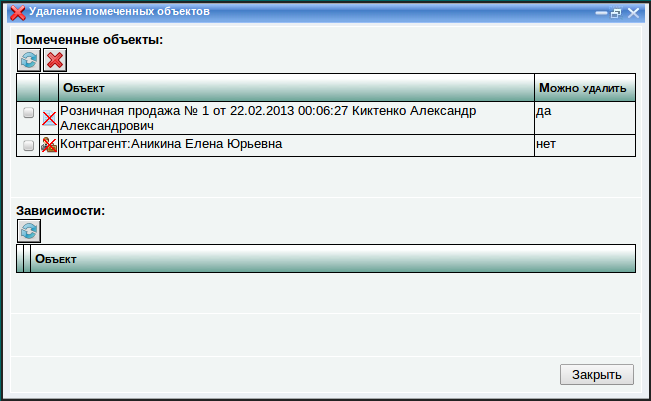 Удаление помеченных объектов
Помеченные объекты:
Объект Можно удалить
Розничная продажа № 1 от 22.02.2013 00:06:27 Киктенко Александр да
Александрович
Контрагент:Аникина Елена Юрьевна нет
Зависимости:
Объект
Закрыть